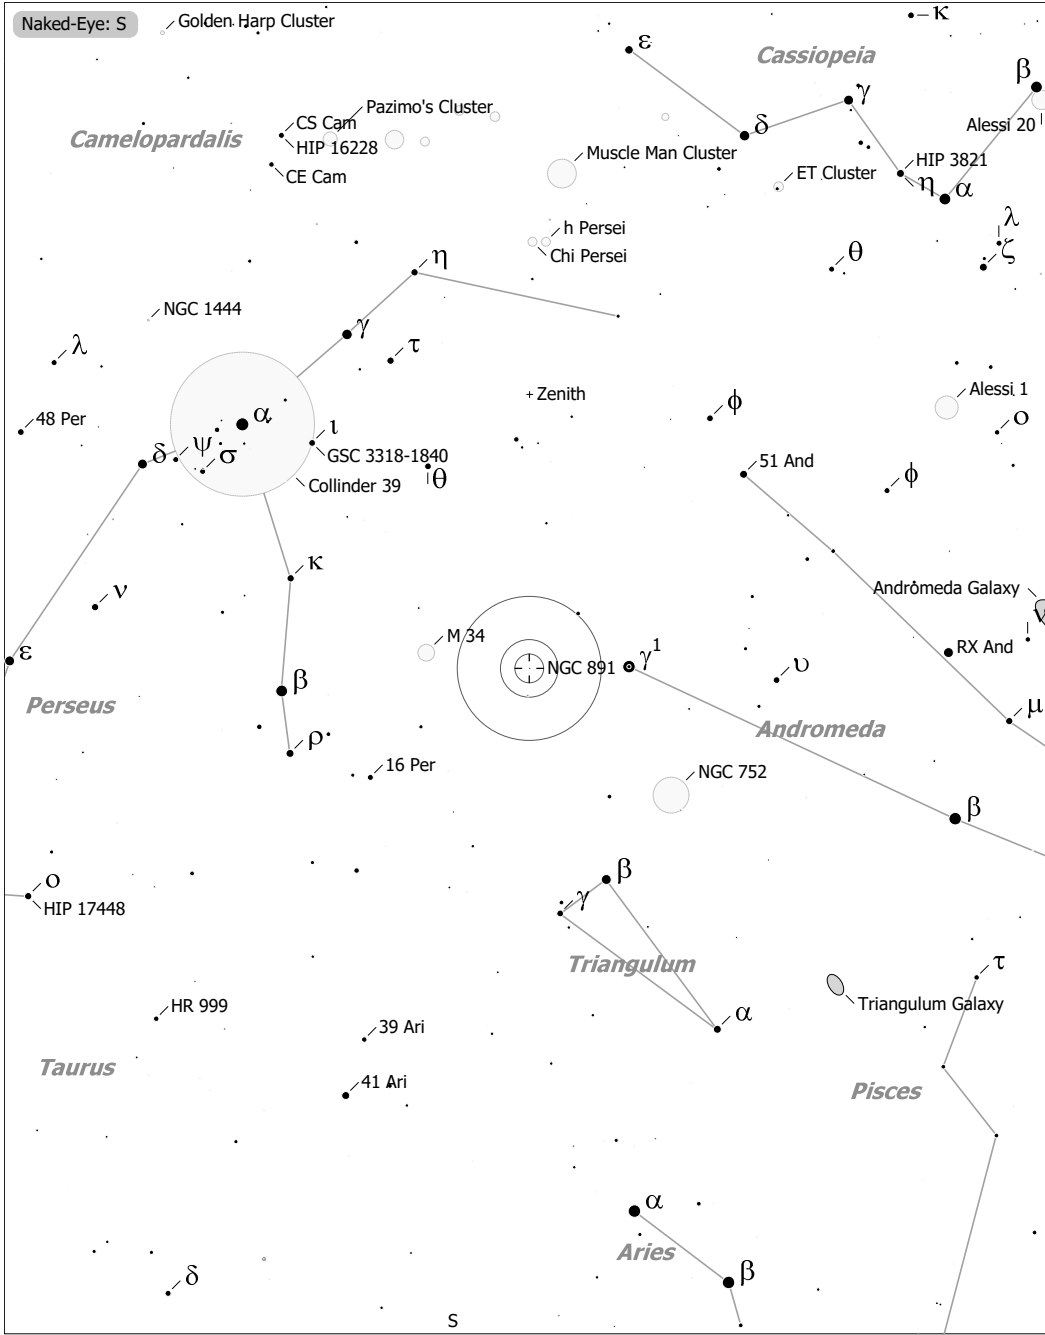 Naked-Eye: S
Golden Harp Cluster
κ
ε
Cassiopeia
β
γ
Pazimo's Cluster
CS Cam
Camelopardalis
HIP 16228
CE Cam
δ
Alessi 20
Muscle Man Cluster
HIP 3821
ET Cluster
η
α
λ
h Persei
Chi Persei
ζ
θ
η
NGC 1444
γ
τ
λ
Zenith
Alessi 1
φ
ο
48 Per
α
ι
ψ
δ
σ
GSC 3318-1840
Collinder 39
θ
51 And
φ
κ
ν
Andromeda Galaxy
ν
M 34
NGC 891
γ1
RX And
υ
ε
β
Perseus
μ
Andromeda
ρ
16 Per
NGC 752
β
ο
HIP 17448
β
γ
Triangulum
τ
Triangulum Galaxy
HR 999
39 Ari
α
Taurus
41 Ari
Pisces
α
Aries
β
δ
S